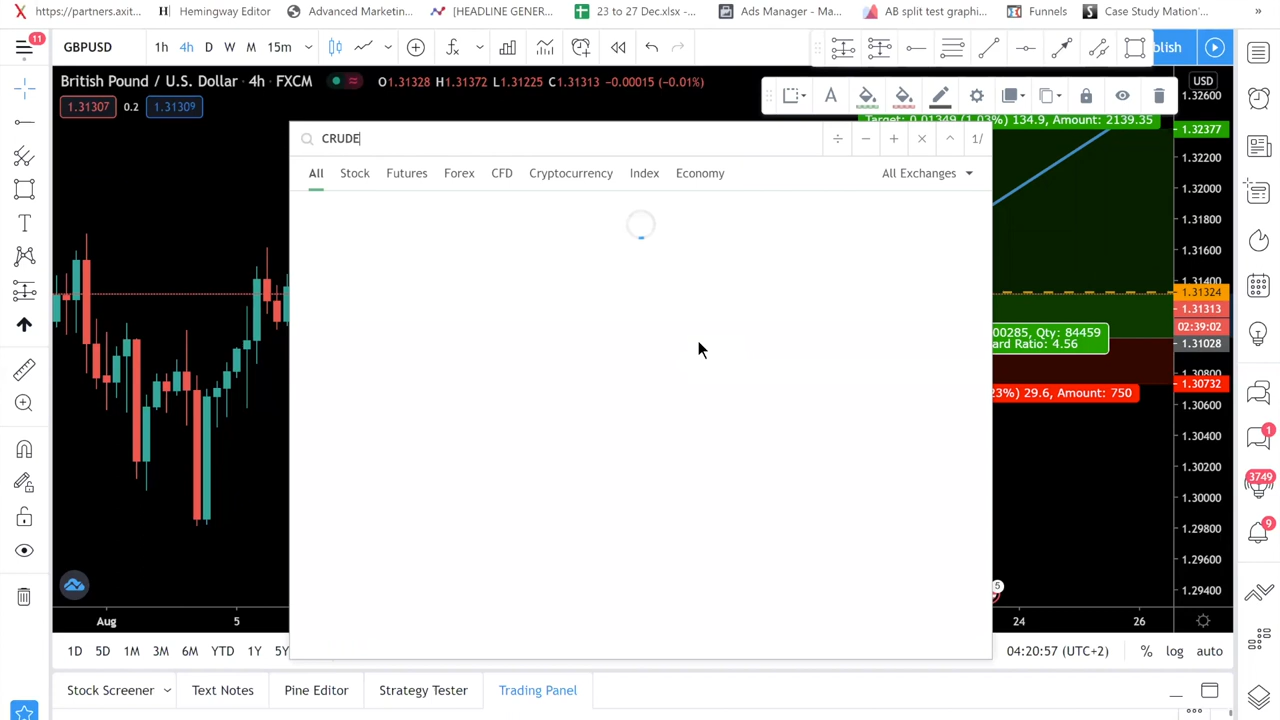 https://partners.axit... Hemingway Editor Advanced Marketin... [HEADLINE GENER... 23 to 27 Dec.xlsx -... Ads Manager - Ma... AB split test graphi... Funnels Case Study Mation'... »
11
GBPUSD 1h 4h D W M 15m blish
British Pound / U.S. Dollar · 4h · FXCM O1.31328 H1.31372 L1.31225 C1.31313 -0.00015 (-0.01%) USD
1.31307 0.2 1.31309
1.32600
Target: 0.01349 (1.03%) 134.9, Amount: 2139.35
1.32377
CRUDE 1/
All Stock Futures Forex CFD Cryptocurrency Index Economy All Exchanges
1.32200
1.32000
1.31800
1.31600
1.31400
1.31324
1.31313
02:39:02
00285, Qty: 84459
ard Ratio: 4.56
1.31028
1.30800
1.30732
23%) 29.6, Amount: 750
1.30600
1.30400
1
1.30200
3749
1.30000
9
1.29800
1.29600
5
1.29400
Aug 5 24 26
1D 5D 1M 3M 6M YTD 1Y 5Y 04:20:57 (UTC+2) % log auto
Stock Screener Text Notes Pine Editor Strategy Tester Trading Panel